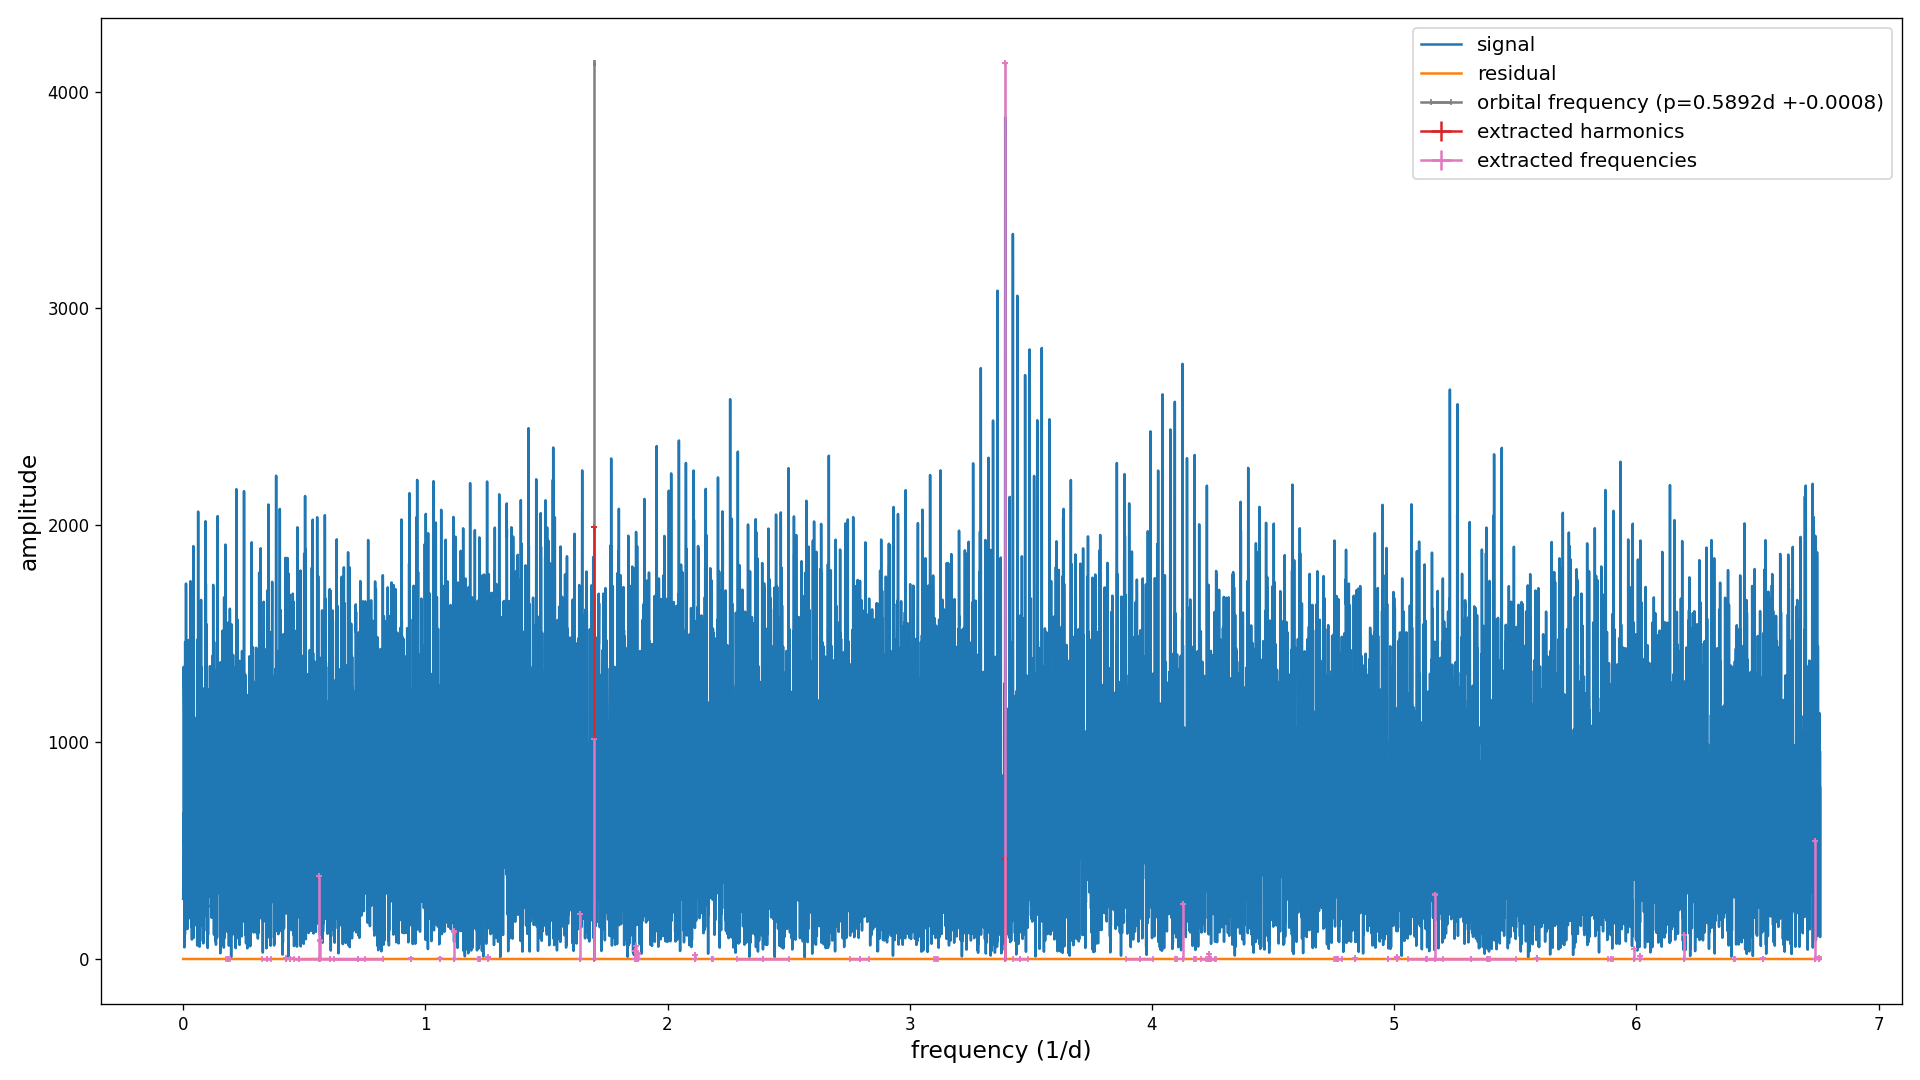 signal
residual
orbital frequency (p=0.5892d +-0.0008)
extracted harmonics
extracted frequencies
amplitude
4000
3000
2000
1000
0
0 1 2 3 4 5 6 7
frequency (1/d)